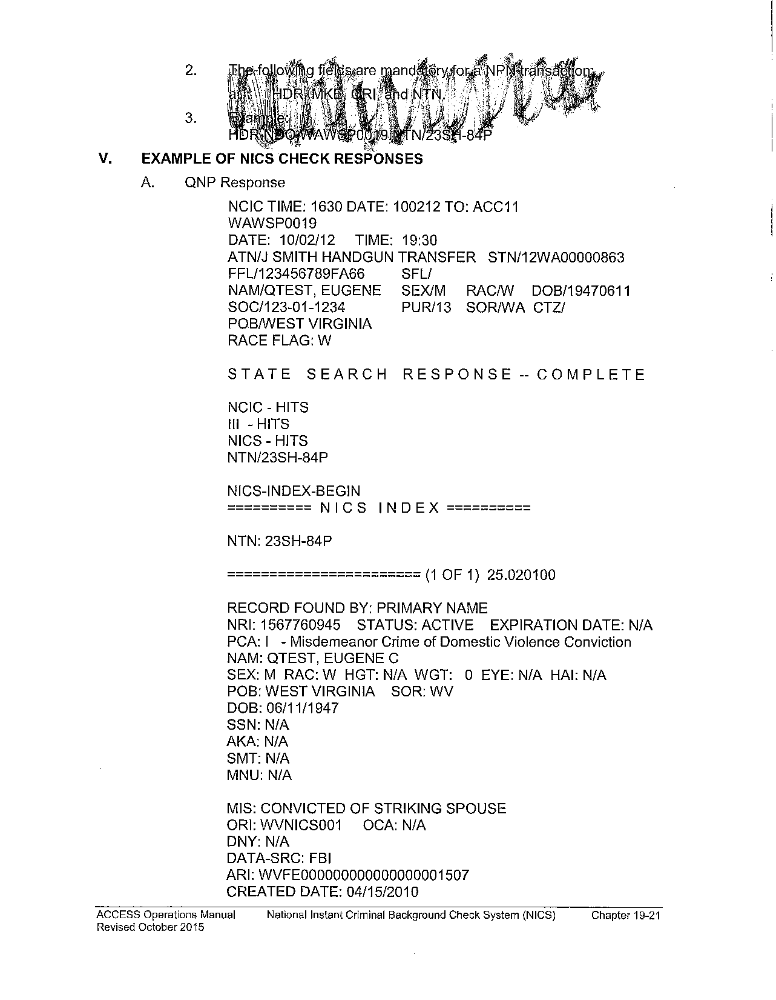 2. The following fields are mandatory for a NPN transaction:
a. HDR, MKE, ORI, and NTN.
3. Example:
V. EXAMPLE OF NICS CHECK RESPONSES
A. QNP Response
NCIC TIME: 1630 DATE: 100212 TO: ACC11
WAWSP0019
DATE: 10/02/12 TIME: 19:30
ATN/J SMITH HANDGUN TRANSFER STN/12WA00000863
FFL/123456789FA66 SFL/
NAM/QTEST, EUGENE SEX/M RAC/W DOB/19470611
SOC/123-01-1234 PUR/13 SOR/WA CTZ/
POB/WEST VIRGINIA
RACE FLAG: W
S T A T E S E A R C H R E S P O N S E -- C O M P L E T E
NCIC - HITS
III - HITS
NICS - HITS
NTN/23SH-84P
NICS-INDEX-BEGIN
========== N I C S I N D E X ==========
NTN: 23SH-84P
======================= (1 OF 1) 25.020100
RECORD FOUND BY: PRIMARY NAME
NRI: 1567760945 STATUS: ACTIVE EXPIRATION DATE: N/A
PCA: I - Misdemeanor Crime of Domestic Violence Conviction
NAM: QTEST, EUGENE C
SEX: M RAC: W HGT: N/A WGT: 0 EYE: N/A HAI: N/A
POB: WEST VIRGINIA SOR: WV
DOB: 06/11/1947
SSN: N/A
AKA: N/A
SMT: N/A
MNU: N/A
MIS: CONVICTED OF STRIKING SPOUSE
ORI: WVNICS001 OCA: N/A
DNY: N/A
DATA-SRC: FBI
ARI: WVFE000000000000000001507
CREATED DATE: 04/15/2010
ACCESS Operations Manual National Instant Criminal Background Check System (NICS) Chapter 19-21
Revised October 2015